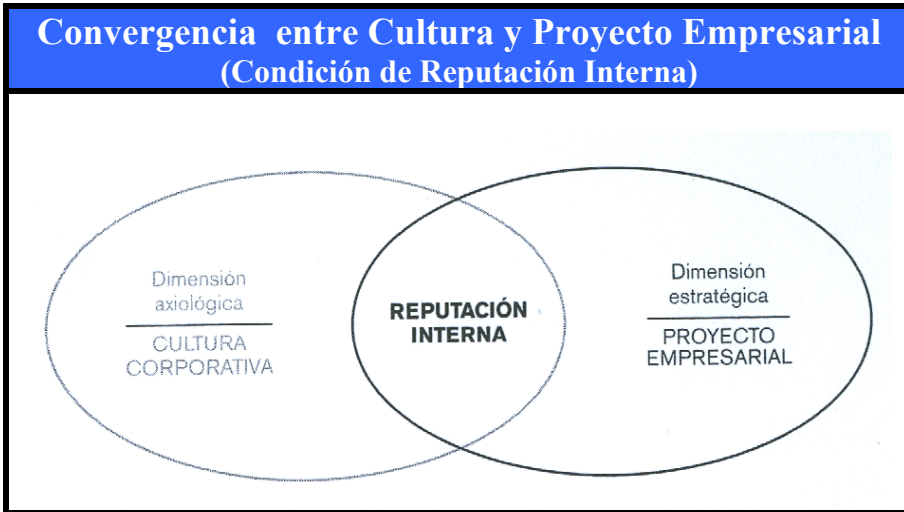 Convergencia entre Cultura y Proyecto Empresarial
(Condición de Reputación Interna)
Dimensión
axiológica
CULTURA
CORPORATIVA
REPUTACIÓN
INTERNA
Dimensión
estratégica
PROYECTO
EMPRESARIAL